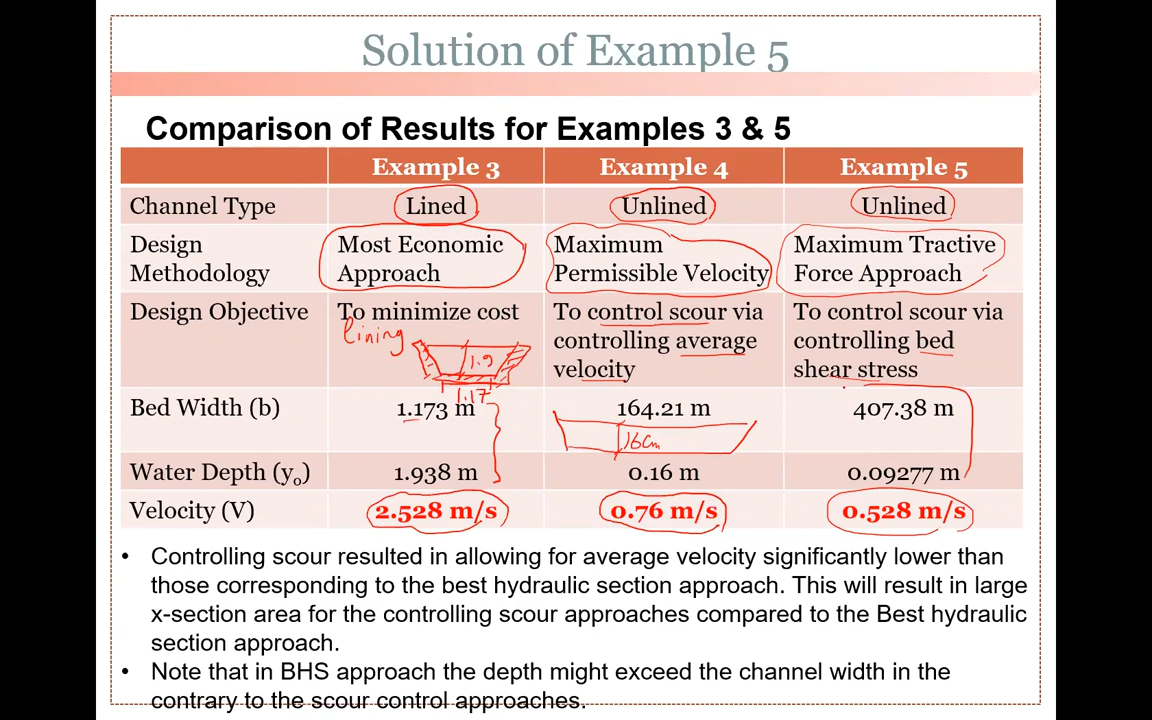 Solution of Example 5
Comparison of Results for Examples 3 & 5
Example 3 Example 4 Example 5
Channel Type Lined Unlined Unlined
Design Methodology Most Economic Approach Maximum Permissible Velocity Maximum Tractive Force Approach
Design Objective To minimize cost To control scour via controlling average velocity To control scour via controlling bed shear stress
lining
1.9
1.17
Bed Width (b) 1.173 m 164.21 m 407.38 m
16cm
Water Depth (yo) 1.938 m 0.16 m 0.09277 m
Velocity (V) 2.528 m/s 0.76 m/s 0.528 m/s
• Controlling scour resulted in allowing for average velocity significantly lower than
those corresponding to the best hydraulic section approach. This will result in large
x-section area for the controlling scour approaches compared to the Best hydraulic
section approach.
• Note that in BHS approach the depth might exceed the channel width in the
contrary to the scour control approaches.